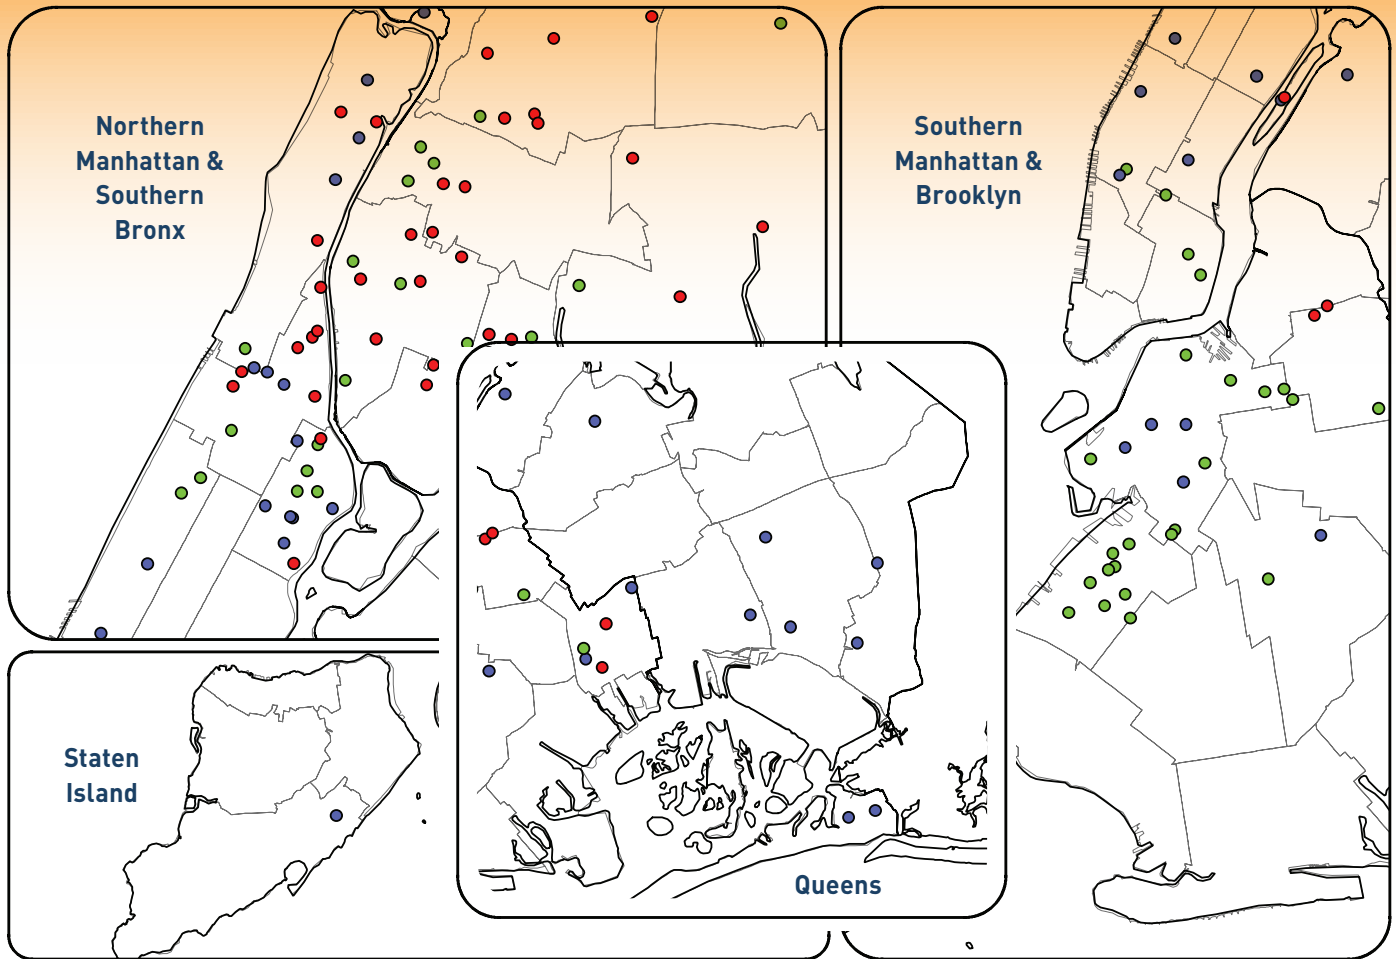 Northern
Manhattan &
Southern
Bronx
Southern
Manhattan &
Brooklyn
Staten
Island
Queens